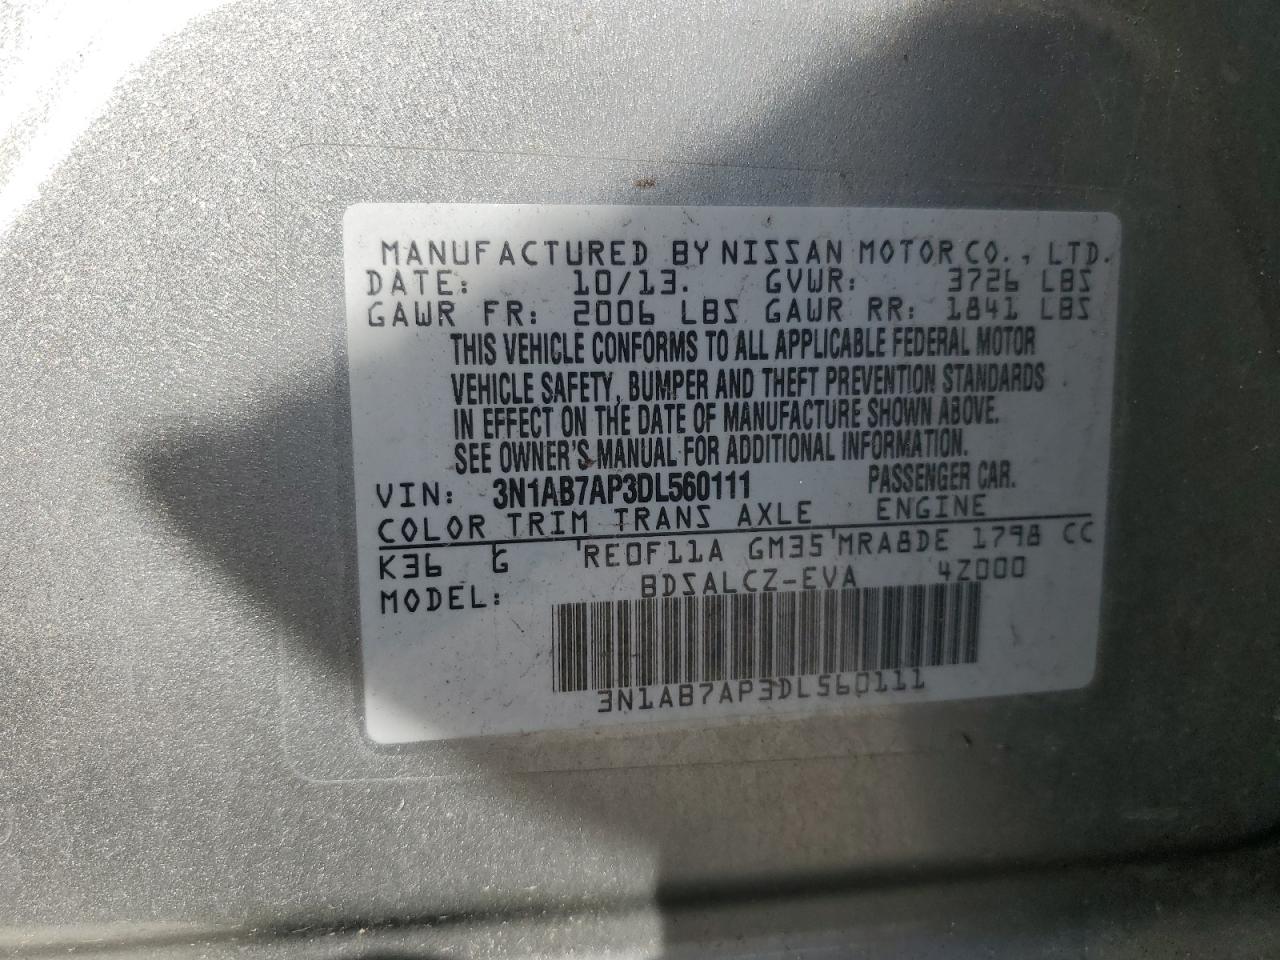 MANUFACTURED BY NISSAN MOTOR CO., LTD.
DATE: 10/13. GVWR: 3726 LBS
GAWR FR: 2006 LBS GAWR RR: 1841 LBS
THIS VEHICLE CONFORMS TO ALL APPLICABLE FEDERAL MOTOR
VEHICLE SAFETY, BUMPER AND THEFT PREVENTION STANDARDS
IN EFFECT ON THE DATE OF MANUFACTURE SHOWN ABOVE.
SEE OWNER'S MANUAL FOR ADDITIONAL INFORMATION.
VIN: 3N1AB7AP3DL560111 PASSENGER CAR.
COLOR TRIM TRANS AXLE ENGINE
K36 G RE0F11A GM35 MRA8DE 1798 CC
MODEL: BDSALCZ-EVA 4Z000
3N1AB7AP3DL560111